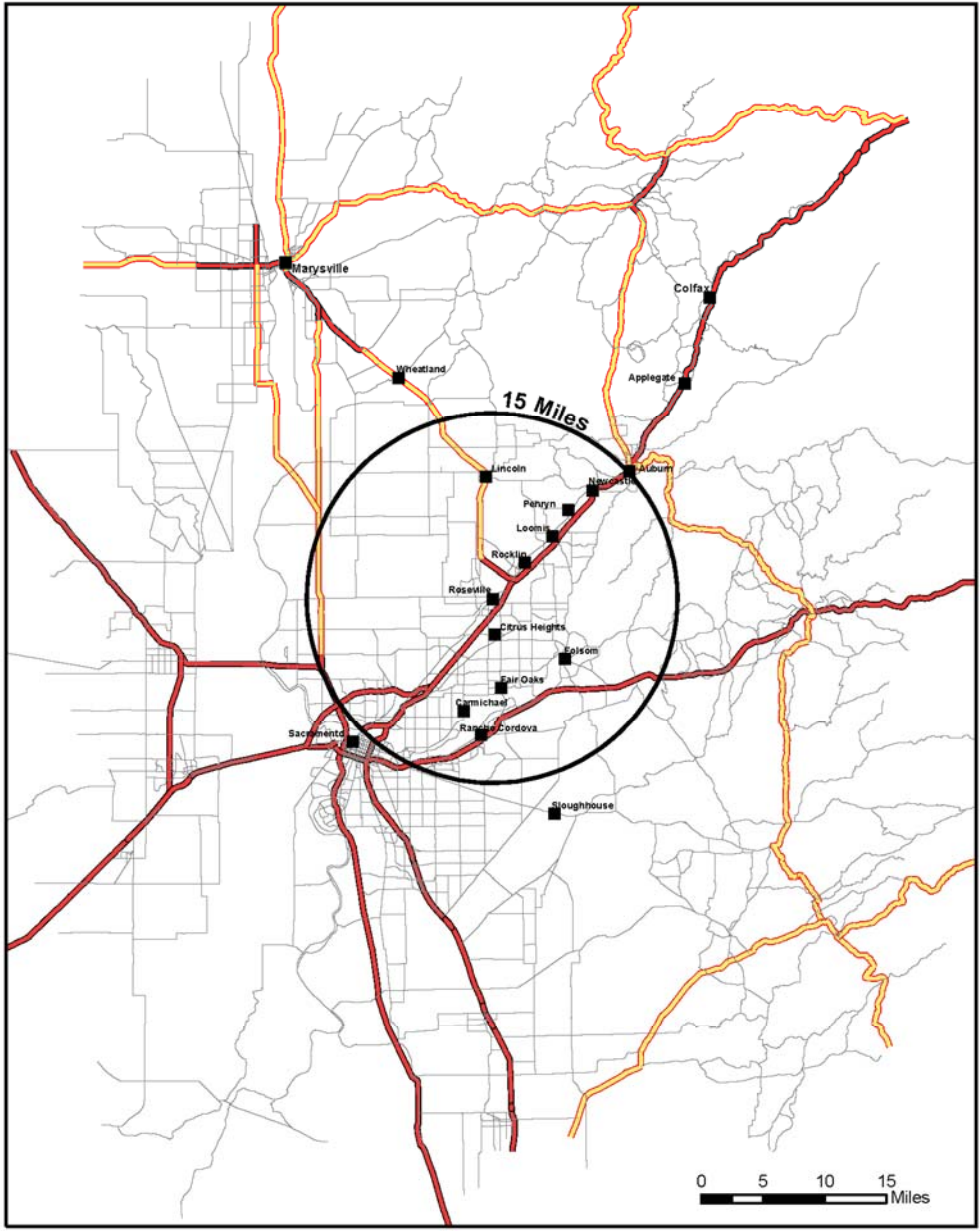 Marysville
Colfax
Wheatland
Applegate
15 Miles
Lincoln
Auburn
Newcastle
Penryn
Loomis
Rocklin
Roseville
Citrus Heights
Folsom
Fair Oaks
Carmichael
Rancho Cordova
Sacramento
Sloughhouse
0 5 10 15
Miles